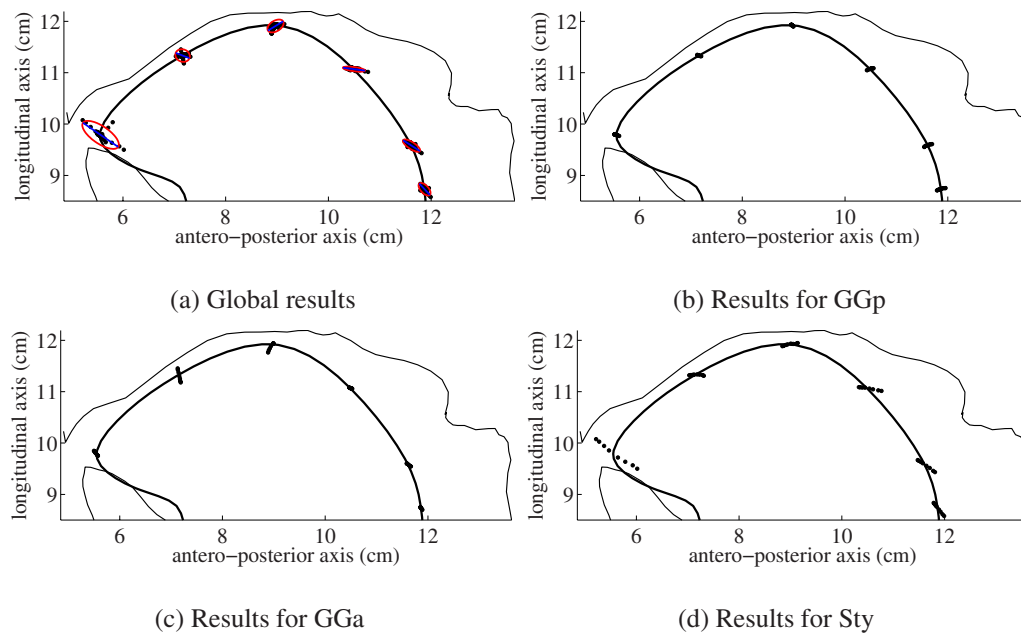 12
11
10
9
longitudinal axis (cm)
6 8 10 12
antero−posterior axis (cm)
(a) Global results
12
11
10
9
longitudinal axis (cm)
6 8 10 12
antero−posterior axis (cm)
(b) Results for GGp
12
11
10
9
longitudinal axis (cm)
6 8 10 12
antero−posterior axis (cm)
(c) Results for GGa
12
11
10
9
longitudinal axis (cm)
6 8 10 12
antero−posterior axis (cm)
(d) Results for Sty